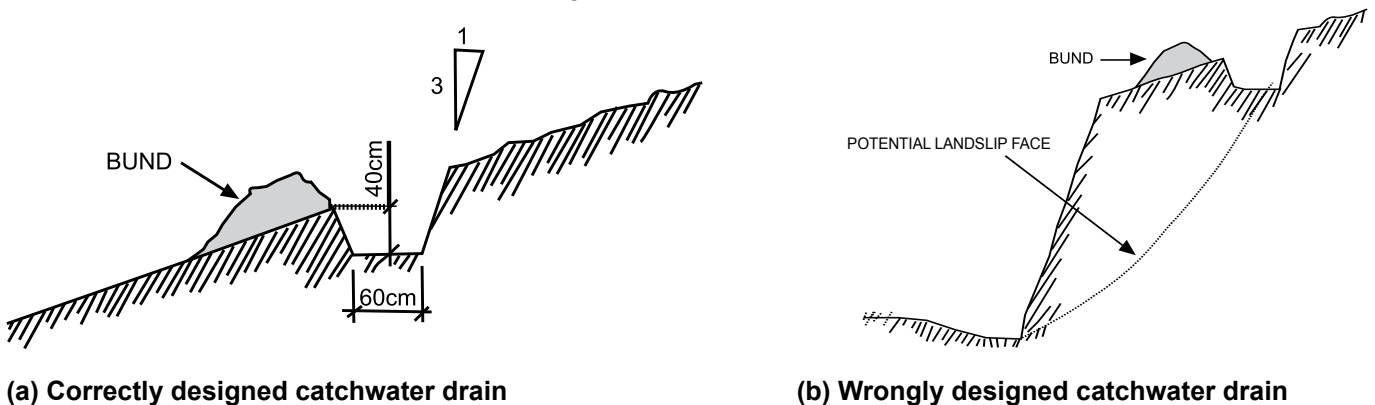 1
3
BUND
40cm
60cm
(a) Correctly designed catchwater drain
BUND
POTENTIAL LANDSLIP FACE
(b) Wrongly designed catchwater drain